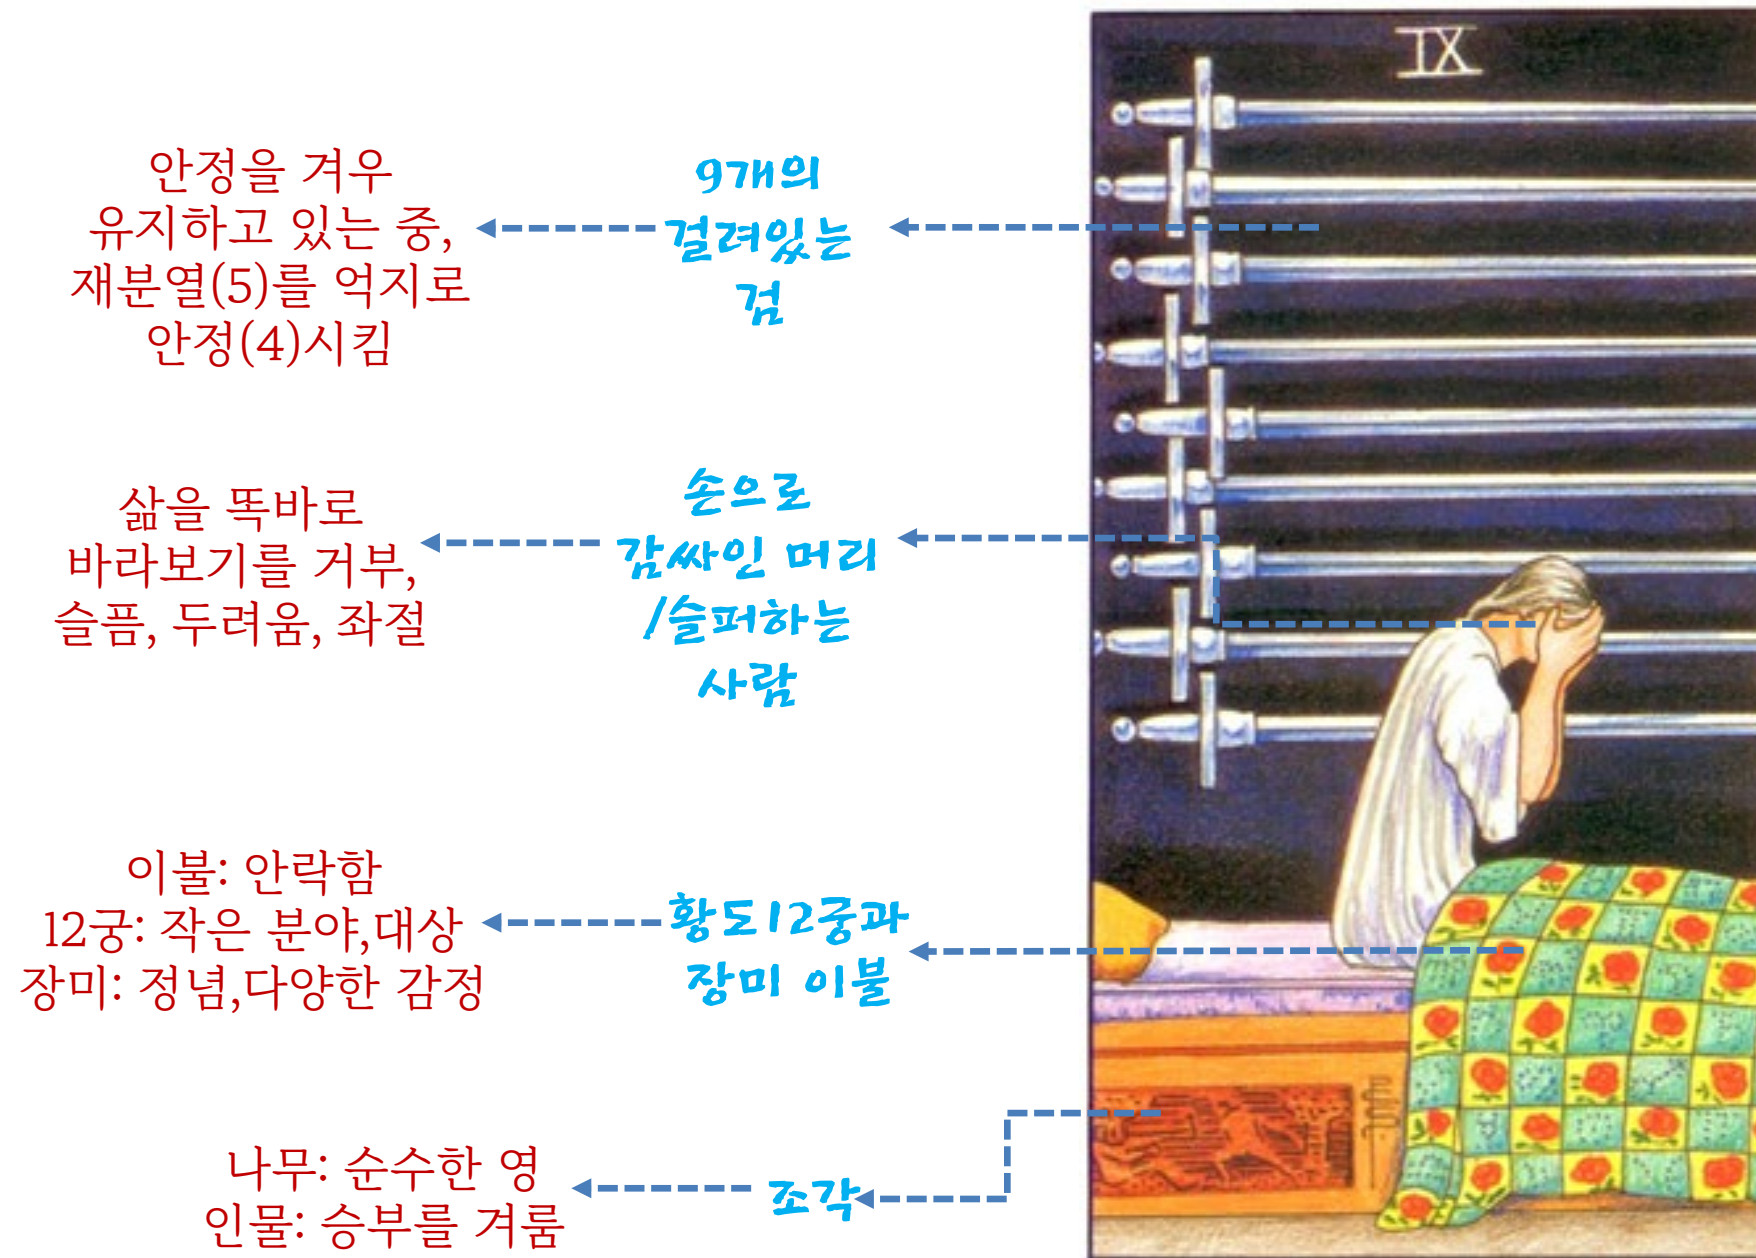 IX
안정을 겨우
유지하고 있는 중,
재분열(5)를 억지로
안정(4)시킴
9개의
걸려있는
검
삶을 똑바로
바라보기를 거부,
슬픔, 두려움, 좌절
손으로
감싸인 머리
/슬퍼하는
사람
이불: 안락함
12궁: 작은 분야,대상
장미: 정념,다양한 감정
황도12궁과
장미 이불
나무: 순수한 영
인물: 승부를 겨룸
조각